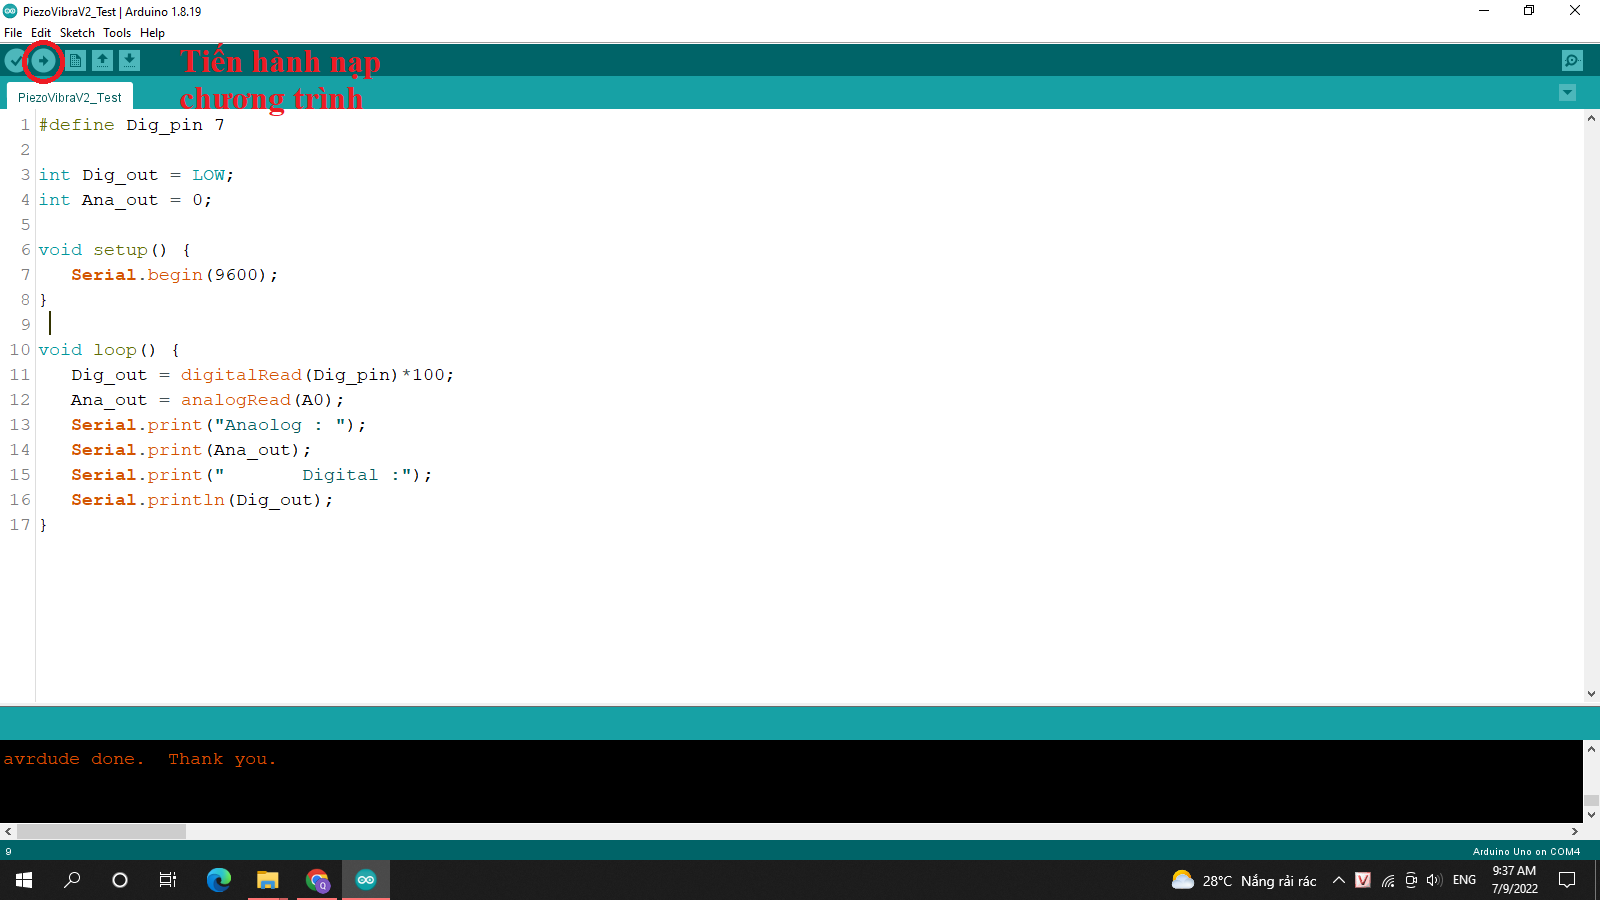 PiezoVibraV2_Test | Arduino 1.8.19
File Edit Sketch Tools Help
Tiến hành nạp
chương trình
PiezoVibraV2_Test
1 #define Dig_pin 7
2
3 int Dig_out = LOW;
4 int Ana_out = 0;
5
6 void setup() {
7    Serial.begin(9600);
8 }
9
10 void loop() {
11    Dig_out = digitalRead(Dig_pin)*100;
12    Ana_out = analogRead(A0);
13    Serial.print("Anaolog : ");
14    Serial.print(Ana_out);
15    Serial.print("       Digital :");
16    Serial.println(Dig_out);
17 }
avrdude done.  Thank you.
9 Arduino Uno on COM4
28°C Nắng rải rác V ENG 9:37 AM
7/9/2022